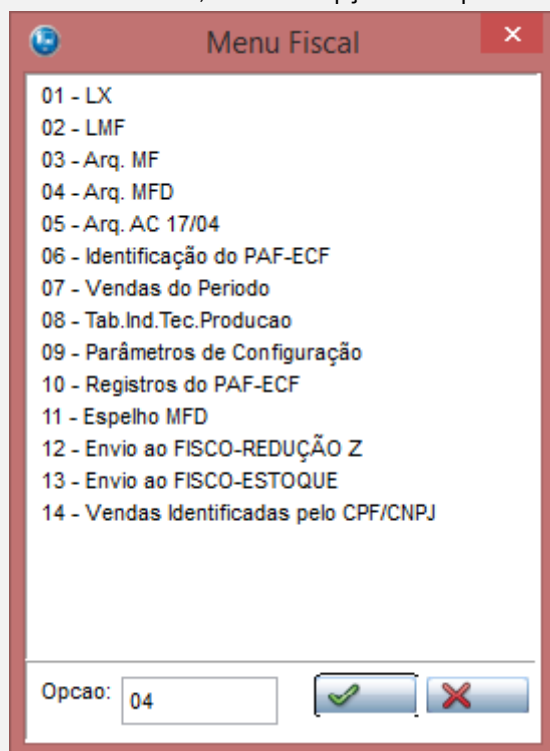 Menu Fiscal
01 - LX
02 - LMF
03 - Arq. MF
04 - Arq. MFD
05 - Arq. AC 17/04
06 - Identificação do PAF-ECF
07 - Vendas do Periodo
08 - Tab.Ind.Tec.Producao
09 - Parâmetros de Configuração
10 - Registros do PAF-ECF
11 - Espelho MFD
12 - Envio ao FISCO-REDUÇÃO Z
13 - Envio ao FISCO-ESTOQUE
14 - Vendas Identificadas pelo CPF/CNPJ
Opcao: 04